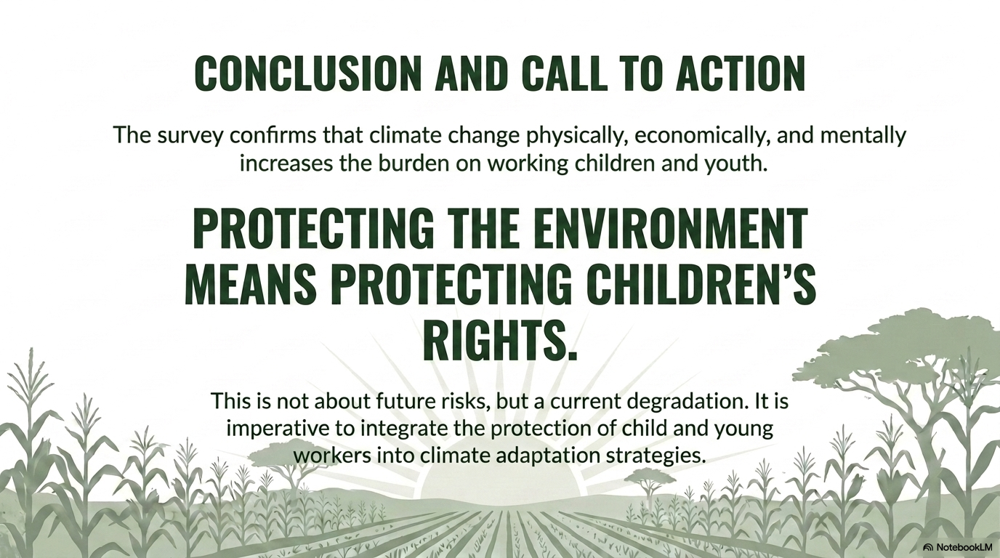 CONCLUSION AND CALL TO ACTION
The survey confirms that climate change physically, economically, and mentally
increases the burden on working children and youth.
PROTECTING THE ENVIRONMENT
MEANS PROTECTING CHILDREN’S
RIGHTS.
This is not about future risks, but a current degradation. It is
imperative to integrate the protection of child and young
workers into climate adaptation strategies.
NotebookLM